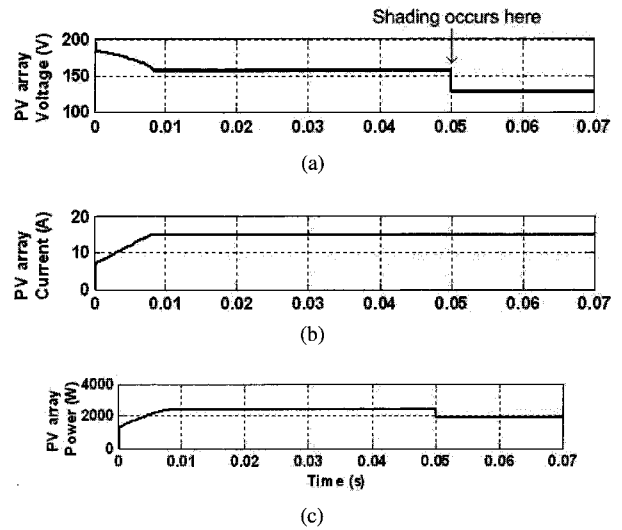 Shading occurs here
PV array
Voltage (V)
200
150
100
0 0.01 0.02 0.03 0.04 0.05 0.06 0.07
(a)
PV array
Current (A)
20
10
0
0 0.01 0.02 0.03 0.04 0.05 0.06 0.07
(b)
PV array
Power (W)
4000
2000
0
0 0.01 0.02 0.03 0.04 0.05 0.06 0.07
Time (s)
(c)